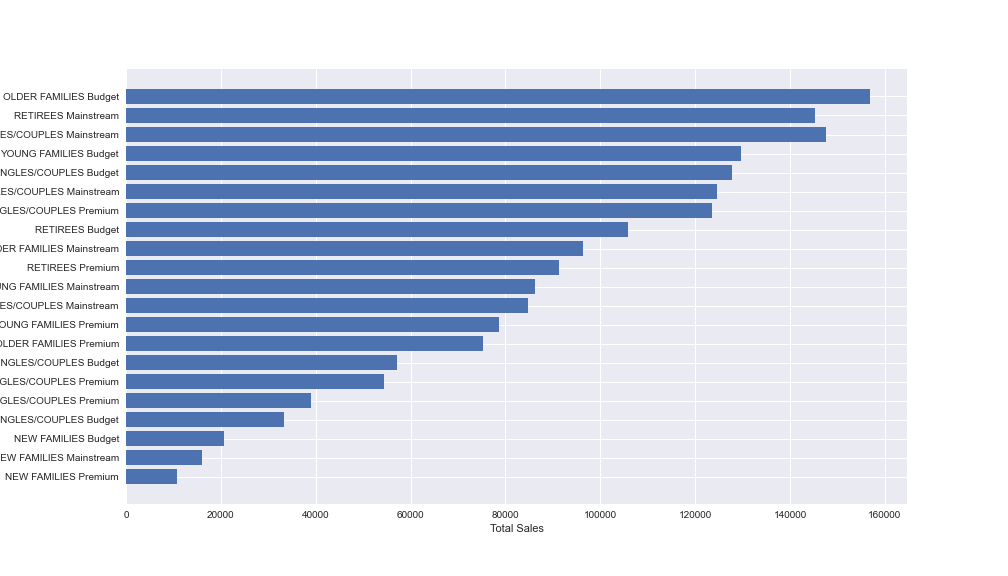 OLDER FAMILIES Budget
RETIREES Mainstream
ES/COUPLES Mainstream
YOUNG FAMILIES Budget
NGLES/COUPLES Budget
ES/COUPLES Mainstream
GLES/COUPLES Premium
RETIREES Budget
DER FAMILIES Mainstream
RETIREES Premium
UNG FAMILIES Mainstream
ES/COUPLES Mainstream
OUNG FAMILIES Premium
OLDER FAMILIES Premium
NGLES/COUPLES Budget
GLES/COUPLES Premium
GLES/COUPLES Premium
NGLES/COUPLES Budget
NEW FAMILIES Budget
EW FAMILIES Mainstream
NEW FAMILIES Premium
0 20000 40000 60000 80000 100000 120000 140000 160000
Total Sales